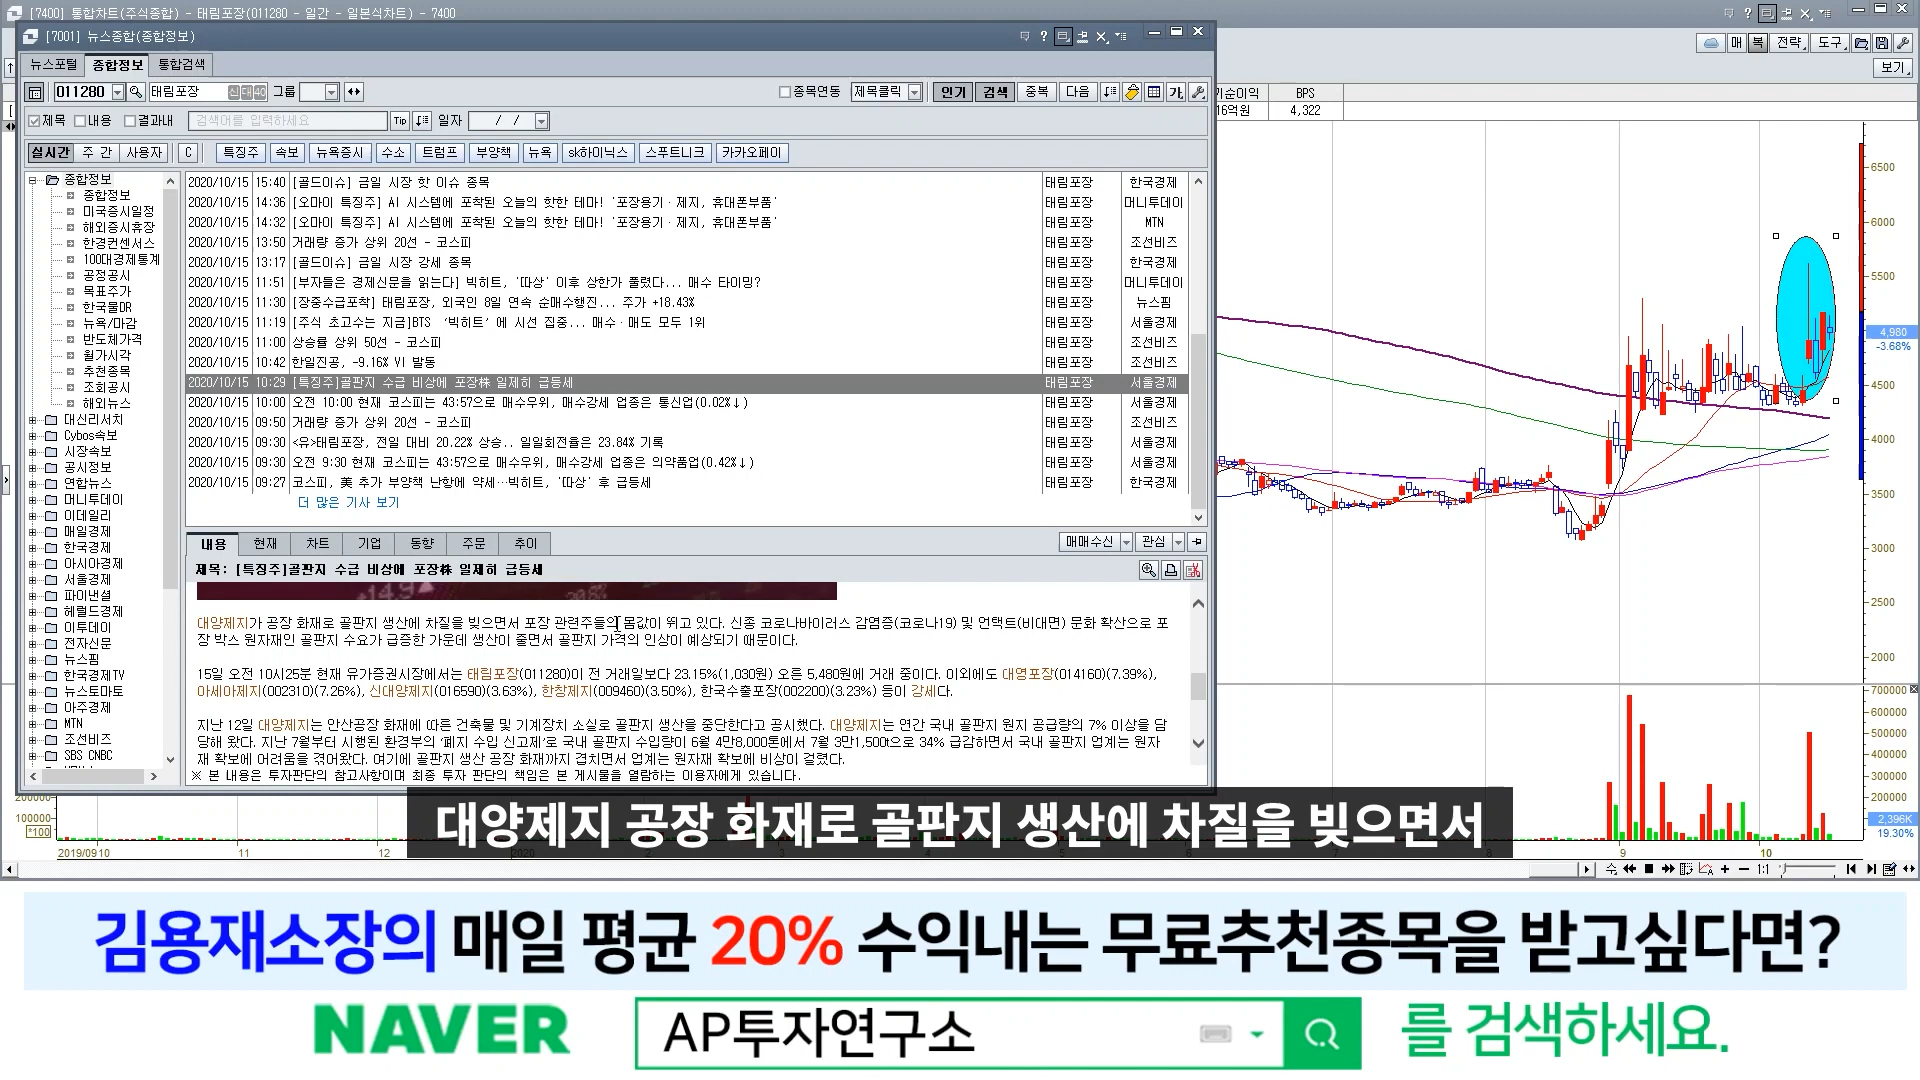 [7400] 통합차트(주식종합) - 태림포장(011280 - 일간 - 일본식차트) - 7400
[7001] 뉴스종합(종합정보)
뉴스포털 종합정보 통합검색
전략 도구
보기
011280 태림포장 신 대 40 그룹
종목연동 제목클릭 인기 검색 중복 다음
순이익 BPS
16억원 4,322
제목 내용 결과내 검색어를 입력하세요 Tip 일자 / /
실시간 주 간 사용자 C 특징주 속보 뉴욕증시 수소 트럼프 부양책 뉴욕 sk하이닉스 스푸트니크 카카오페이
종합정보
종합정보
미국증시일정
해외증시휴장
한경컨센서스
100대경제통계
공정공시
목표주가
한국물DR
뉴욕/마감
반도체가격
월가시각
추천종목
조회공시
해외뉴스
대신리서치
Cybos속보
시장속보
공시정보
연합뉴스
머니투데이
이데일리
매일경제
한국경제
아시아경제
서울경제
파이낸셜
헤럴드경제
이투데이
전자신문
뉴스핌
한국경제TV
뉴스토마토
아주경제
MTN
조선비즈
SBS CNBC
2020/10/15 15:40 [골드이슈] 금일 시장 핫 이슈 종목 태림포장 한국경제
2020/10/15 14:36 [오마이 특징주] AI 시스템에 포착된 오늘의 핫한 테마! '포장용기·제지, 휴대폰부품' 태림포장 머니투데이
2020/10/15 14:32 [오마이 특징주] AI 시스템에 포착된 오늘의 핫한 테마! '포장용기·제지, 휴대폰부품' 태림포장 MTN
2020/10/15 13:50 거래량 증가 상위 20선 - 코스피 태림포장 조선비즈
2020/10/15 13:17 [골드이슈] 금일 시장 강세 종목 태림포장 한국경제
2020/10/15 11:51 [부자들은 경제신문을 읽는다] 빅히트, '따상' 이후 상한가 풀렸다... 매수 타이밍? 태림포장 머니투데이
2020/10/15 11:30 [장중수급포착] 태림포장, 외국인 8일 연속 순매수행진... 주가 +18.43% 태림포장 뉴스핌
2020/10/15 11:19 [주식 초고수는 지금]BTS '빅히트'에 시선 집중... 매수·매도 모두 1위 태림포장 서울경제
2020/10/15 11:00 상승률 상위 50선 - 코스피 태림포장 조선비즈
2020/10/15 10:42 한일진공, -9.16% VI 발동 태림포장 조선비즈
2020/10/15 10:29 [특징주]골판지 수급 비상에 포장株 일제히 급등세 태림포장 서울경제
2020/10/15 10:00 오전 10:00 현재 코스피는 43:57으로 매수우위, 매수강세 업종은 통신업(0.02%↓) 태림포장 서울경제
2020/10/15 09:50 거래량 증가 상위 20선 - 코스피 태림포장 조선비즈
2020/10/15 09:30 <유>태림포장, 전일 대비 20.22% 상승.. 일일회전율은 23.84% 기록 태림포장 서울경제
2020/10/15 09:30 오전 9:30 현재 코스피는 43:57으로 매수우위, 매수강세 업종은 의약품업(0.42%↓) 태림포장 서울경제
2020/10/15 09:27 코스피, 美 추가 부양책 난항에 약세…빅히트, '따상' 후 급등세 태림포장 한국경제
더 많은 기사 보기
내용 현재 차트 기업 동향 주문 추이 매매수신 관심
제목: [특징주]골판지 수급 비상에 포장株 일제히 급등세
대양제지가 공장 화재로 골판지 생산에 차질을 빚으면서 포장 관련주들의 몸값이 뛰고 있다. 신종 코로나바이러스 감염증(코로나19) 및 언택트(비대면) 문화 확산으로 포
장 박스 원자재인 골판지 수요가 급증한 가운데 생산이 줄면서 골판지 가격의 인상이 예상되기 때문이다.
15일 오전 10시25분 현재 유가증권시장에서는 태림포장(011280)이 전 거래일보다 23.15%(1,030원) 오른 5,480원에 거래 중이다. 이외에도 대영포장(014160)(7.39%),
아세아제지(002310)(7.26%), 신대양제지(016590)(3.63%), 한창제지(009460)(3.50%), 한국수출포장(002200)(3.23%) 등이 강세다.
지난 12일 대양제지는 안산공장 화재에 따른 건축물 및 기계장치 소실로 골판지 생산을 중단한다고 공시했다. 대양제지는 연간 국내 골판지 원지 공급량의 7% 이상을 담
당해 왔다. 지난 7월부터 시행된 환경부의 '폐지 수입 신고제'로 국내 골판지 수입량이 6월 4만8,000톤에서 7월 3만1,500t으로 34% 급감하면서 국내 골판지 업계는 원자
재 확보에 어려움을 겪어왔다. 여기에 골판지 생산 공장 화재까지 겹치면서 업계는 원자재 확보에 비상이 걸렸다.
※ 본 내용은 투자판단의 참고사항이며 최종 투자 판단의 책임은 본 게시물을 열람하는 이용자에게 있습니다.
6500
6000
5500
4,980
-3.68%
4500
4000
3500
3000
2500
2000
700000
600000
500000
400000
300000
200000
2,396K
19.30%
200000
100000
*100
2019/0910 11 12 2020 9 10
1:1
대양제지 공장 화재로 골판지 생산에 차질을 빚으면서
김용재소장의 매일 평균 20% 수익내는 무료추천종목을 받고싶다면?
NAVER AP투자연구소 를 검색하세요.